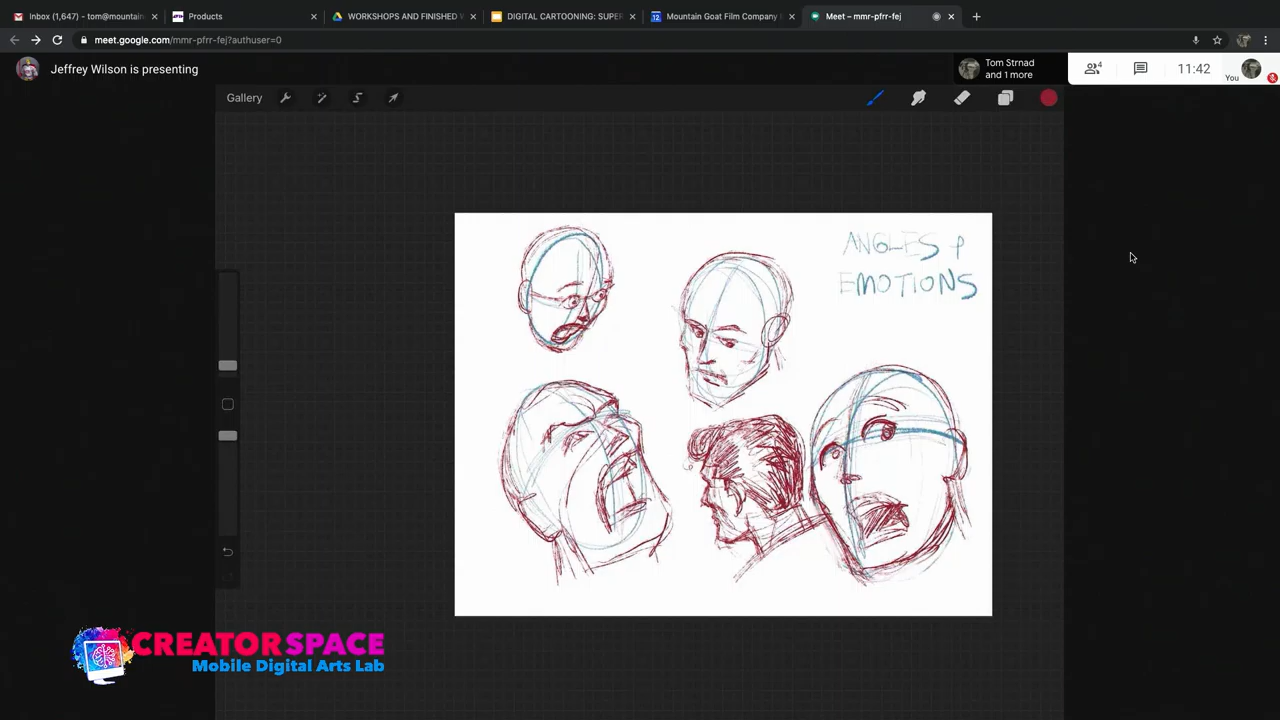 Inbox (1,647) - tom@mountain
Products
WORKSHOPS AND FINISHED
DIGITAL CARTOONING: SUPER
Mountain Goat Film Company
Meet – mmr-pfrr-fej
meet.google.com/mmr-pfrr-fej?authuser=0
Jeffrey Wilson is presenting
Tom Strnad
and 1 more
4
11:42
You
Gallery
ANGLES &
EMOTIONS
CREATORSPACE
Mobile Digital Arts Lab